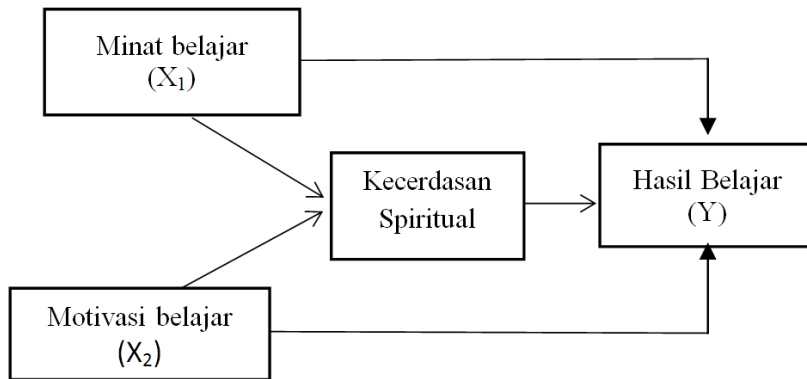 Minat belajar
(X₁)
Kecerdasan
Spiritual
Hasil Belajar
(Y)
Motivasi belajar
(X₂)